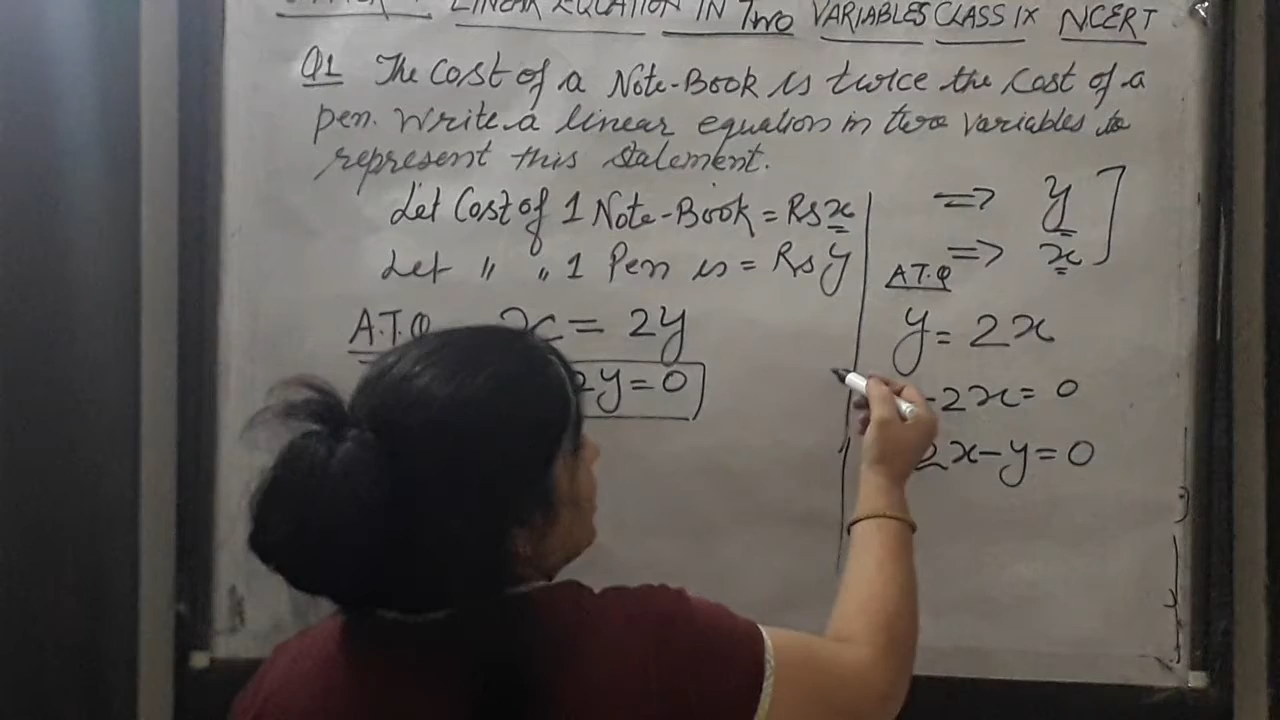 LINEAR EQUATION IN TWO VARIABLES CLASS IX NCERT
Q1 The Cost of a Note-Book is twice the Cost of a
pen. Write a linear equation in two variables to
represent this statement.
Let Cost of 1 Note-Book = Rs x
Let " " 1 Pen is = Rs y
A.T.Q x = 2y
2y = 0
=> y
=> x
A.T.Q
y = 2x
-2x = 0
2x - y = 0